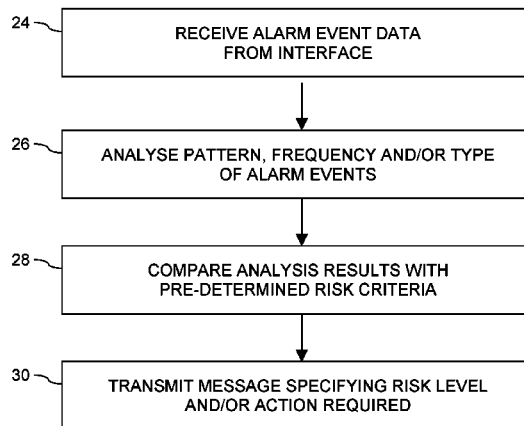 24
RECEIVE ALARM EVENT DATA
FROM INTERFACE
26
ANALYSE PATTERN, FREQUENCY AND/OR TYPE
OF ALARM EVENTS
28
COMPARE ANALYSIS RESULTS WITH
PRE-DETERMINED RISK CRITERIA
30
TRANSMIT MESSAGE SPECIFYING RISK LEVEL
AND/OR ACTION REQUIRED